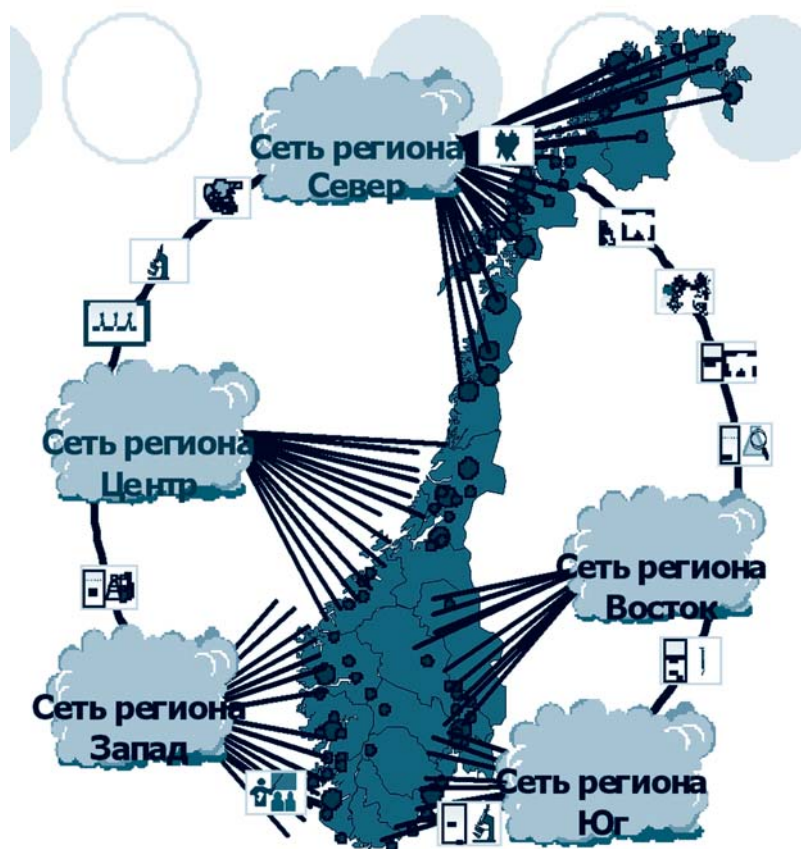 Сеть региона
Север
Сеть региона
Центр
Сеть региона
Восток
Сеть региона
Запад
Сеть региона
Юг